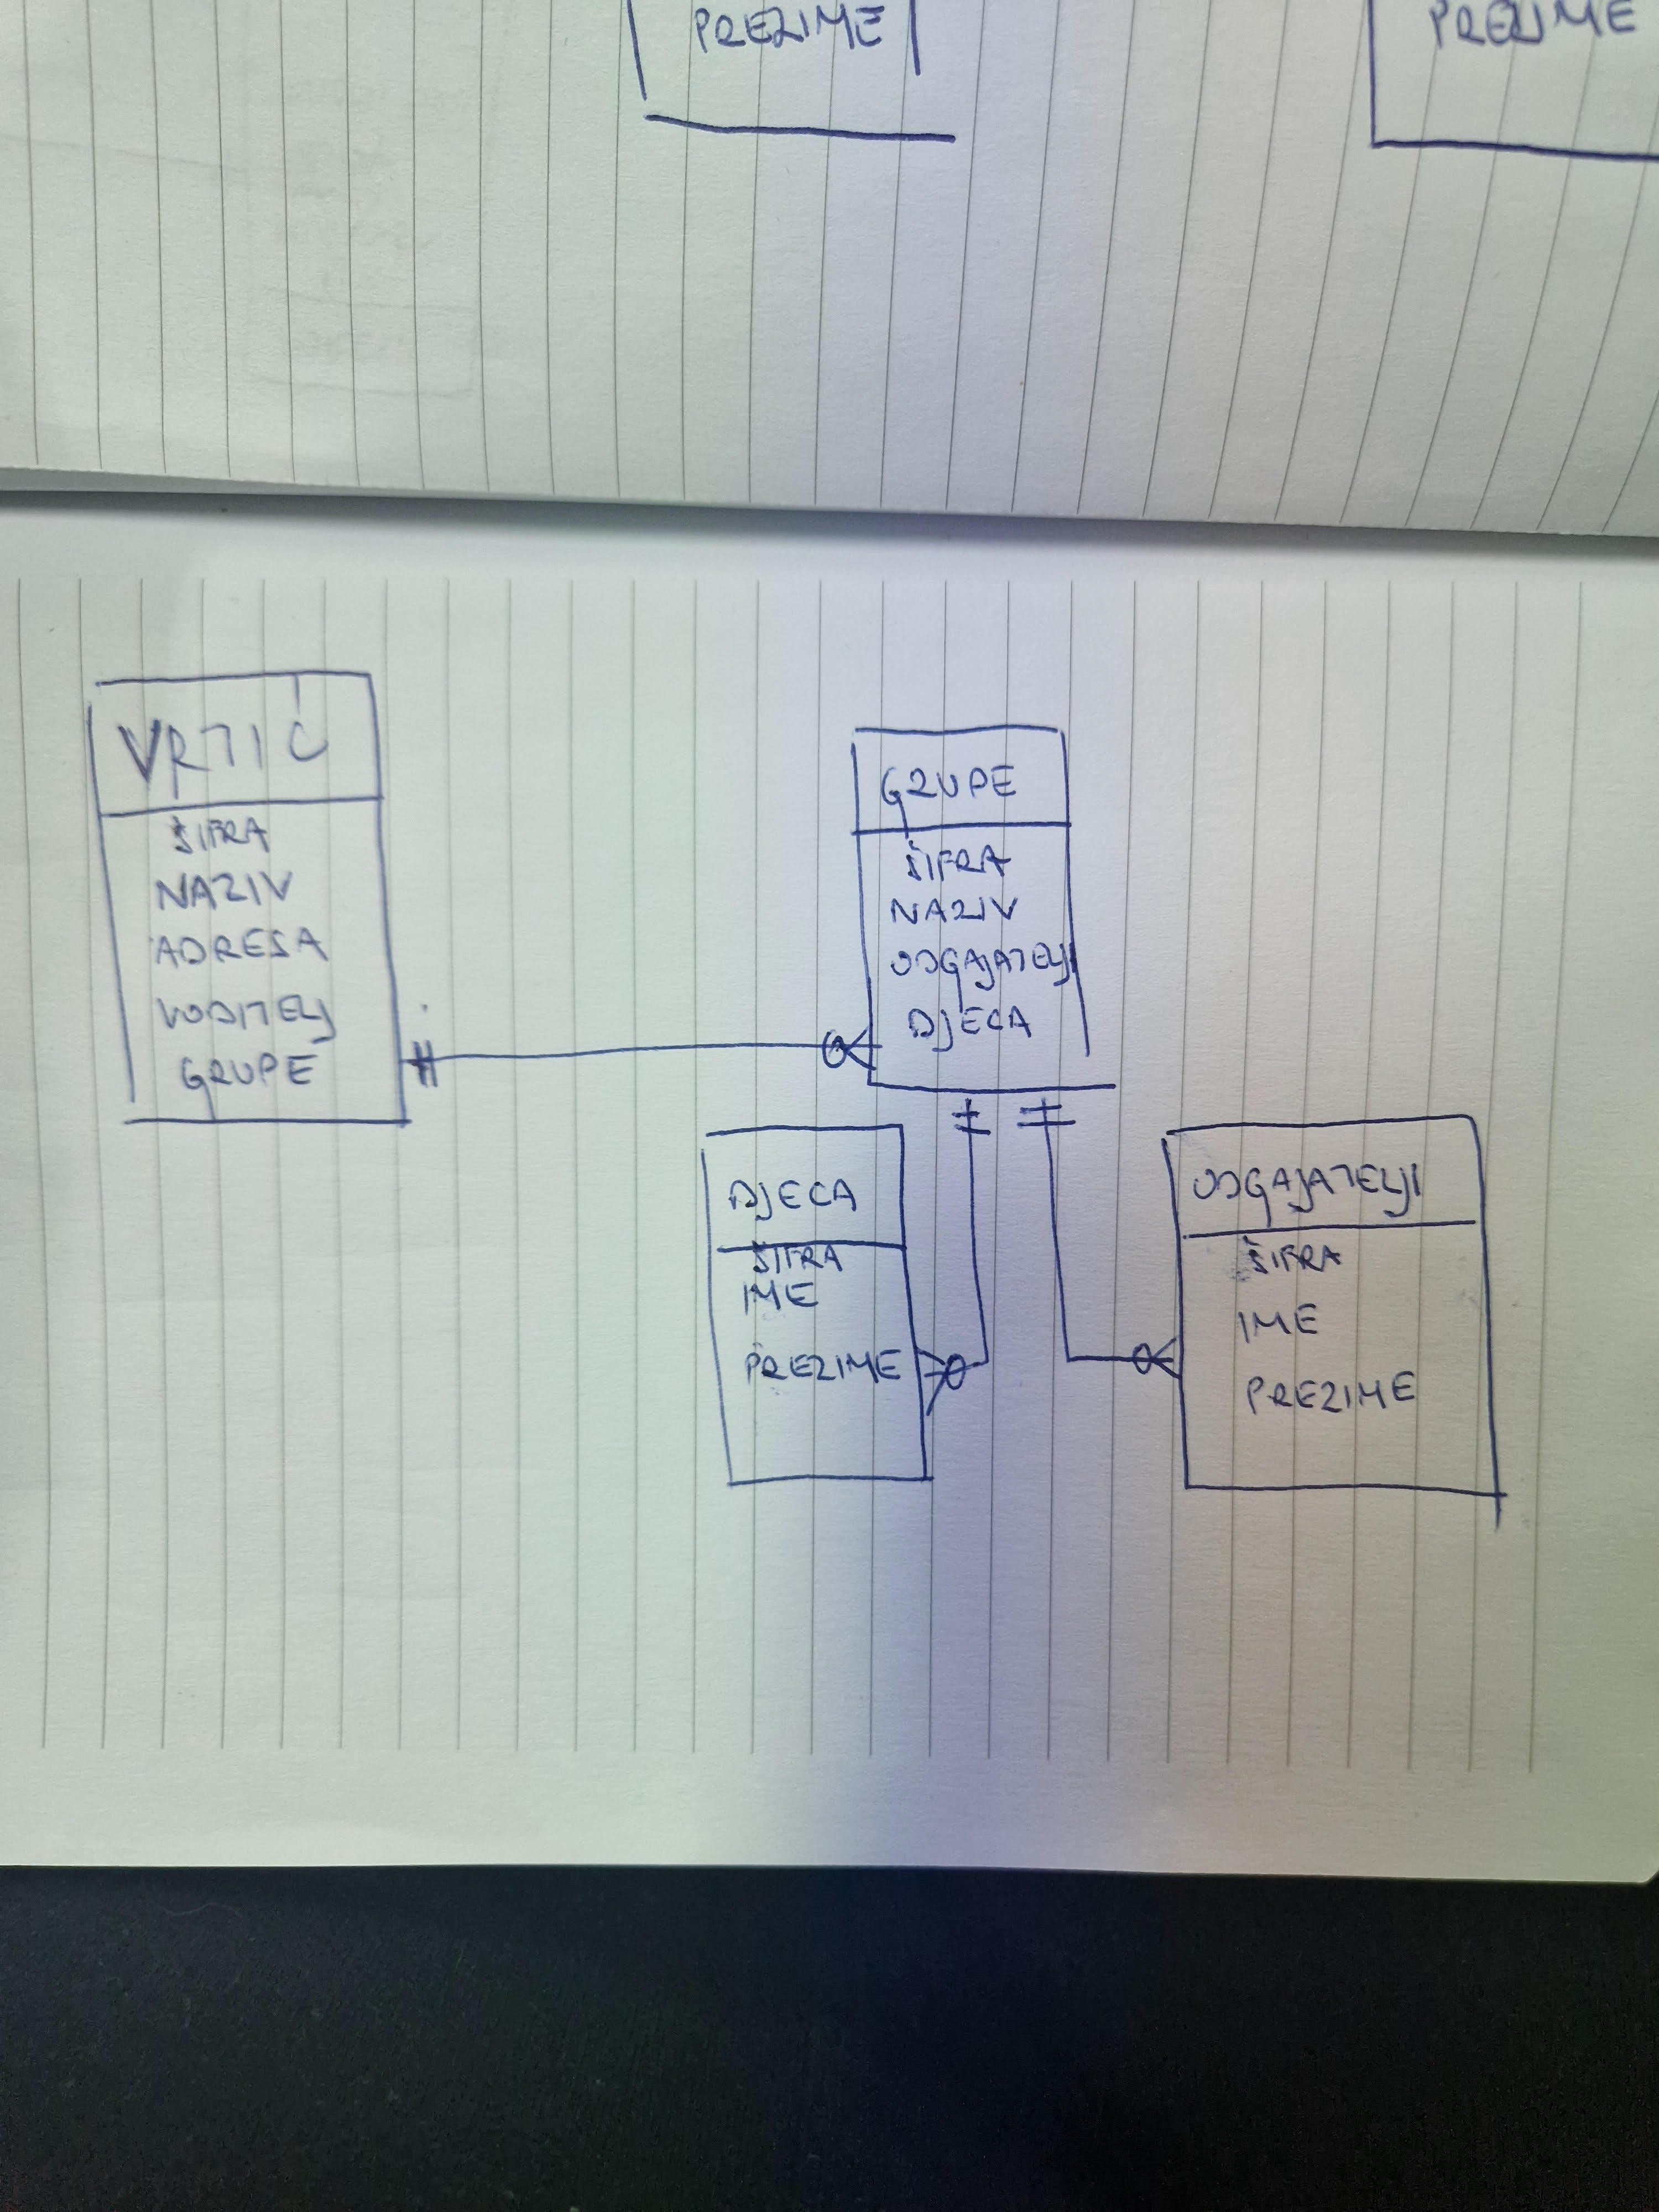 PREZIME
PREZIME
VRTIĆ
ŠIFRA
NAZIV
ADRESA
VODITELJ
GRUPE
GRUPE
ŠIFRA
NAZIV
ODGAJATELJI
DJECA
DJECA
ŠIFRA
IME
PREZIME
ODGAJATELJI
ŠIFRA
IME
PREZIME